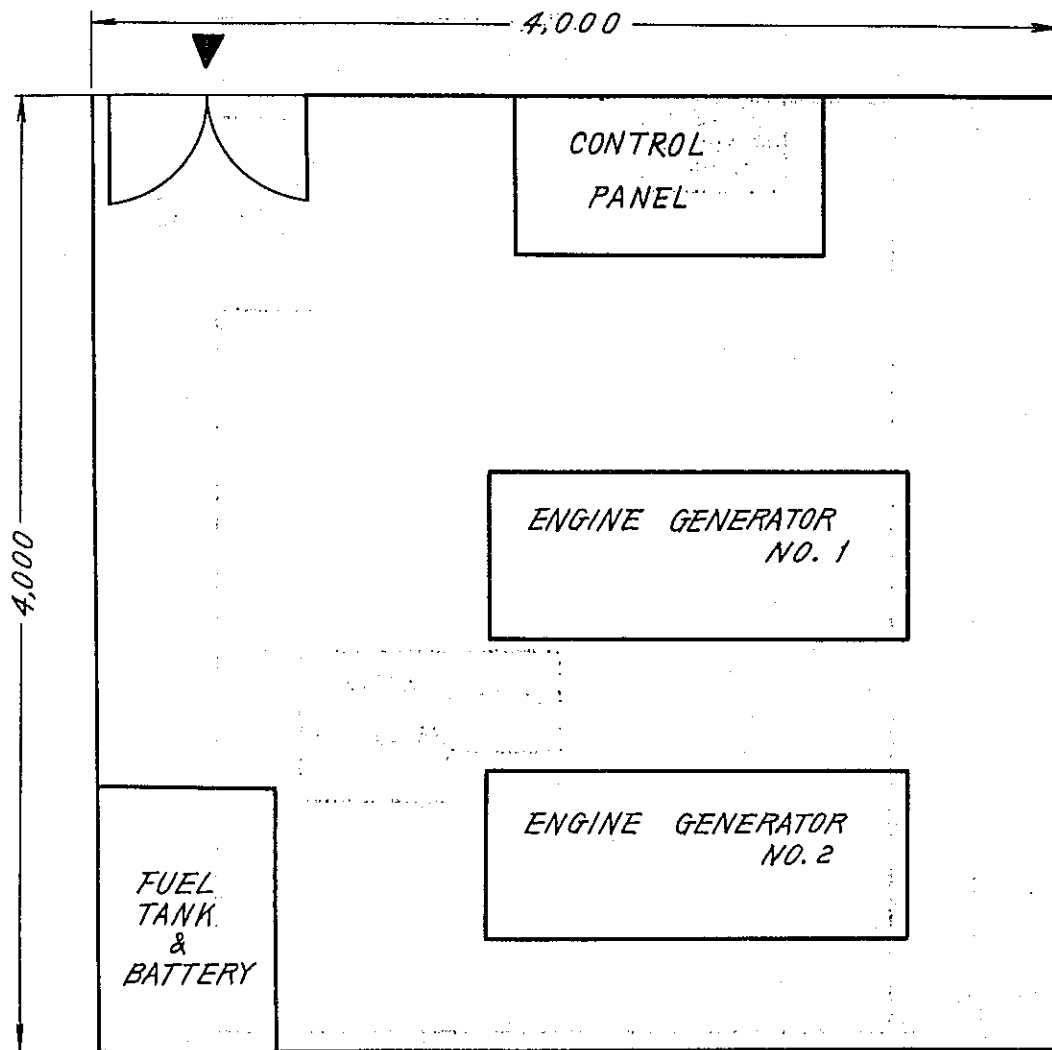 4,000
CONTROL
PANEL
4,000
ENGINE GENERATOR
NO. 1
ENGINE GENERATOR
NO. 2
FUEL
TANK
&
BATTERY